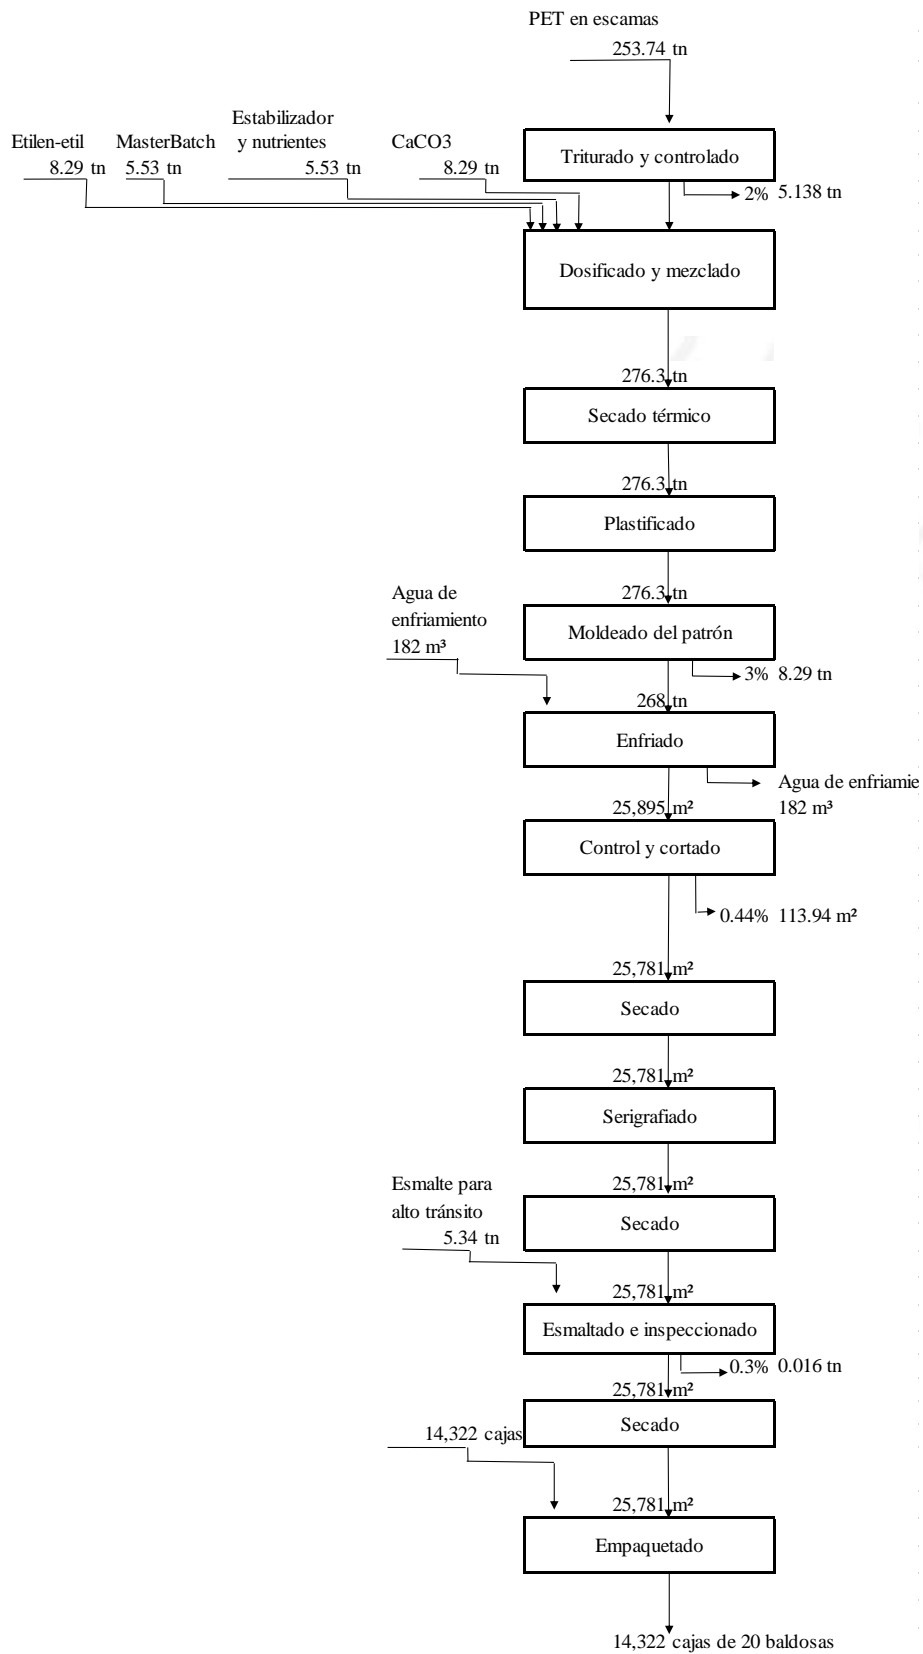 PET en escamas
253.74 tn
Etilen-etil
8.29 tn
MasterBatch
5.53 tn
Estabilizador
y nutrientes
5.53 tn
CaCO3
8.29 tn
Triturado y controlado
2% 5.138 tn
Dosificado y mezclado
276.3 tn
Secado térmico
276.3 tn
Plastificado
276.3 tn
Agua de
enfriamiento
182 m³
Moldeado del patrón
3% 8.29 tn
268 tn
Enfriado
Agua de enfriamie
182 m³
25,895 m²
Control y cortado
0.44% 113.94 m²
25,781 m²
Secado
25,781 m²
Serigrafiado
25,781 m²
Esmalte para
alto tránsito
5.34 tn
Secado
25,781 m²
Esmaltado e inspeccionado
0.3% 0.016 tn
25,781 m²
14,322 cajas
Secado
25,781 m²
Empaquetado
14,322 cajas de 20 baldosas